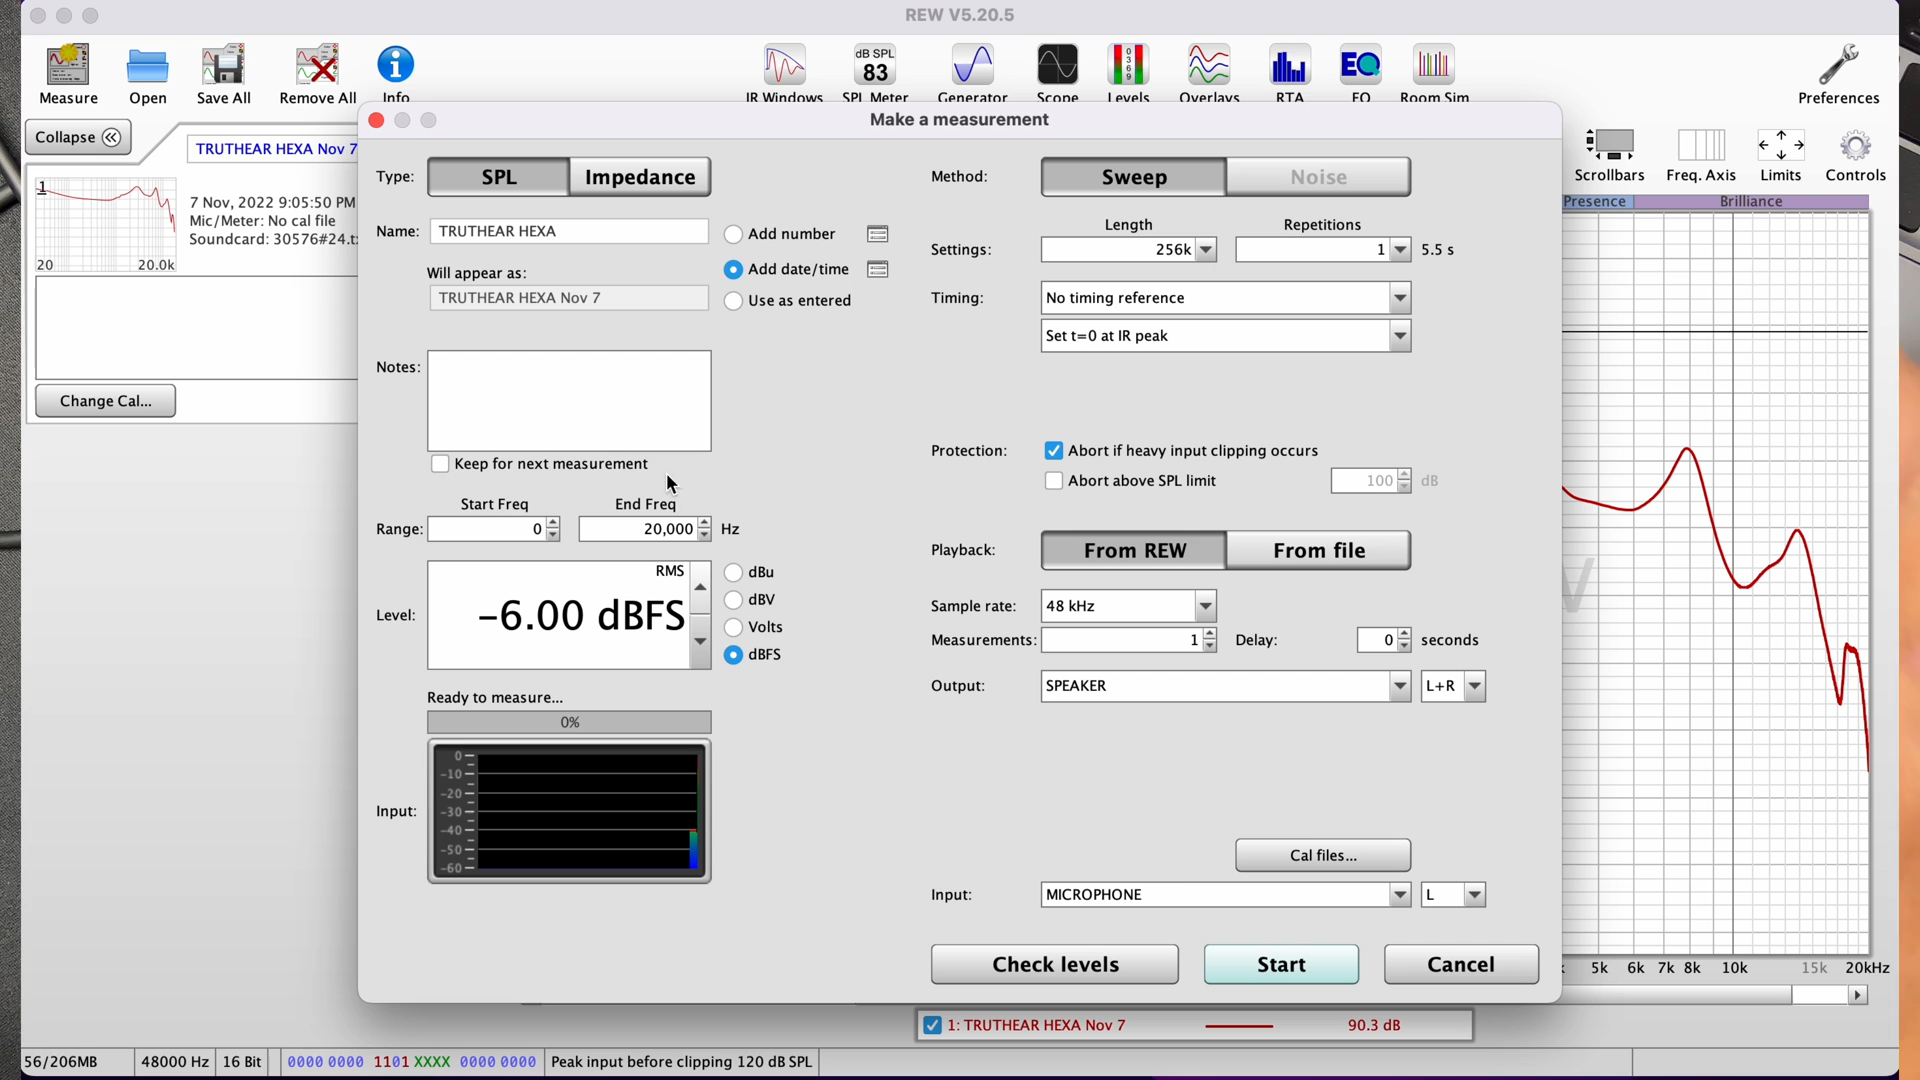 REW V5.20.5
Measure
Open
Save All
Remove All
Info
IR Windows
dB SPL
83
SPL Meter
Generator
Scope
0 3 6 9
Levels
Overlays
RTA
EQ
EQ
Room Sim
Preferences
Collapse
TRUTHEAR HEXA Nov 7
Make a measurement
Scrollbars
Freq. Axis
Limits
Controls
1
20
20.0k
7 Nov, 2022 9:05:50 PM
Mic/Meter: No cal file
Soundcard: 30576#24.t
Change Cal...
Presence
Brilliance
Type:
SPL
Impedance
Name:
TRUTHEAR HEXA
Add number
Will appear as:
Add date/time
TRUTHEAR HEXA Nov 7
Use as entered
Notes:
Keep for next measurement
Start Freq
End Freq
Range:
0
20,000
Hz
Level:
RMS
-6.00 dBFS
dBu
dBV
Volts
dBFS
Ready to measure...
0%
Input:
0
-10
-20
-30
-40
-50
-60
Method:
Sweep
Noise
Length
Repetitions
Settings:
256k
1
5.5 s
Timing:
No timing reference
Set t=0 at IR peak
Protection:
Abort if heavy input clipping occurs
Abort above SPL limit
100
dB
Playback:
From REW
From file
Sample rate:
48 kHz
Measurements:
1
Delay:
0
seconds
Output:
SPEAKER
L+R
Cal files...
Input:
MICROPHONE
L
Check levels
Start
Cancel
5k 6k 7k 8k 10k 15k 20kHz
1: TRUTHEAR HEXA Nov 7
90.3 dB
56/206MB
48000 Hz
16 Bit
0000 0000 1101 XXXX 0000 0000
Peak input before clipping 120 dB SPL